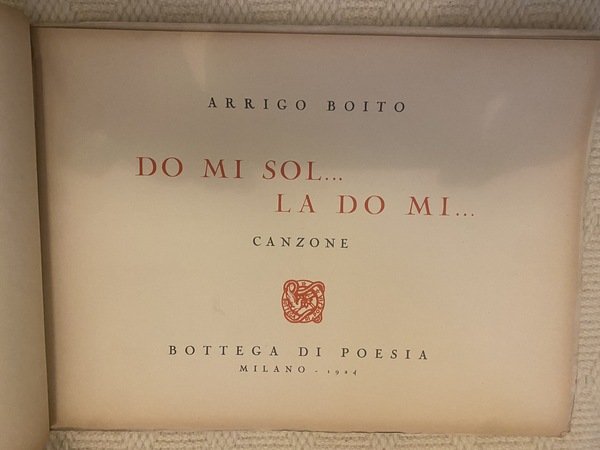 ARRIGO BOITO
DO MI SOL...
LA DO MI...
CANZONE
BOTTEGA DI POESIA
MILANO - 1924